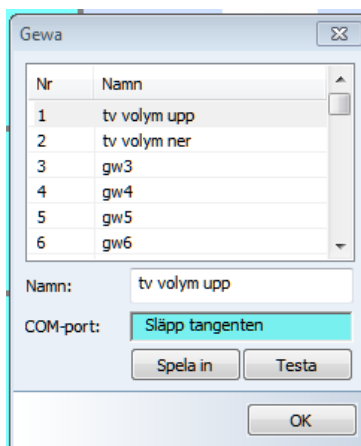 Gewa
Nr Namn
1 tv volym upp
2 tv volym ner
3 gw3
4 gw4
5 gw5
6 gw6
Namn: tv volym upp
COM-port: Släpp tangenten
Spela in Testa
OK